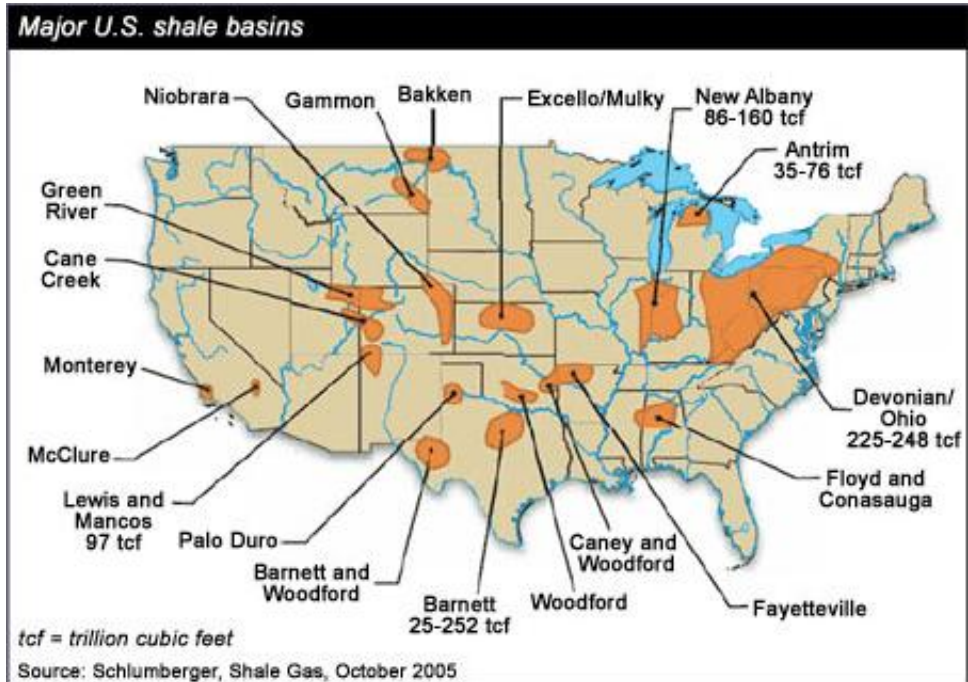 Major U.S. shale basins
Niobrara
Gammon
Bakken
Excello/Mulky
New Albany
86-160 tcf
Antrim
35-76 tcf
Green
River
Cane
Creek
Monterey
McClure
Lewis and
Mancos
97 tcf
Palo Duro
Barnett and
Woodford
Barnett
25-252 tcf
Woodford
Caney and
Woodford
Fayetteville
Floyd and
Conasauga
Devonian/
Ohio
225-248 tcf
tcf = trillion cubic feet
Source: Schlumberger, Shale Gas, October 2005